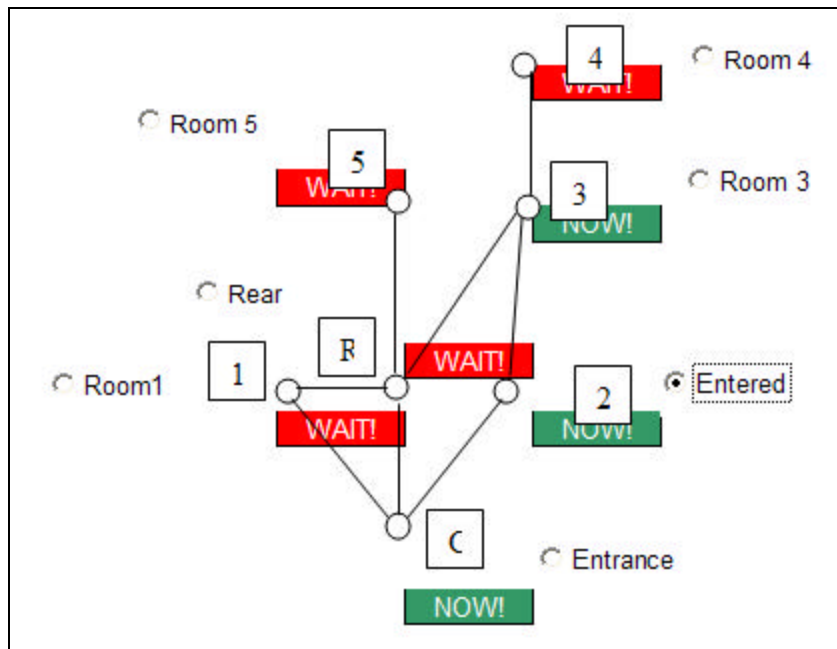 4
WAIT!
Room 4
Room 5
5
WAIT!
3
NOW!
Room 3
Rear
R
WAIT!
1
Room1
WAIT!
2
NOW!
Entered
C
Entrance
NOW!